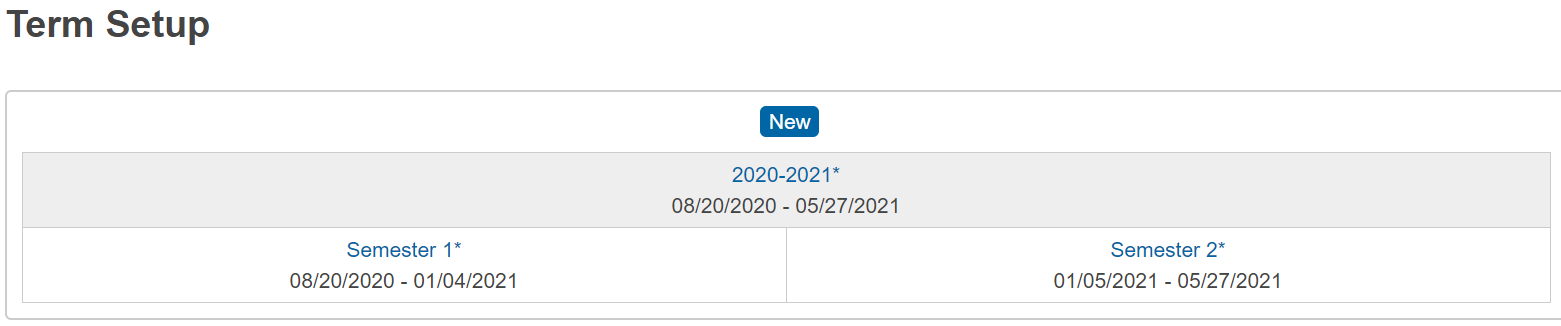 Term Setup
New
2020-2021*
08/20/2020 - 05/27/2021
Semester 1*
08/20/2020 - 01/04/2021
Semester 2*
01/05/2021 - 05/27/2021